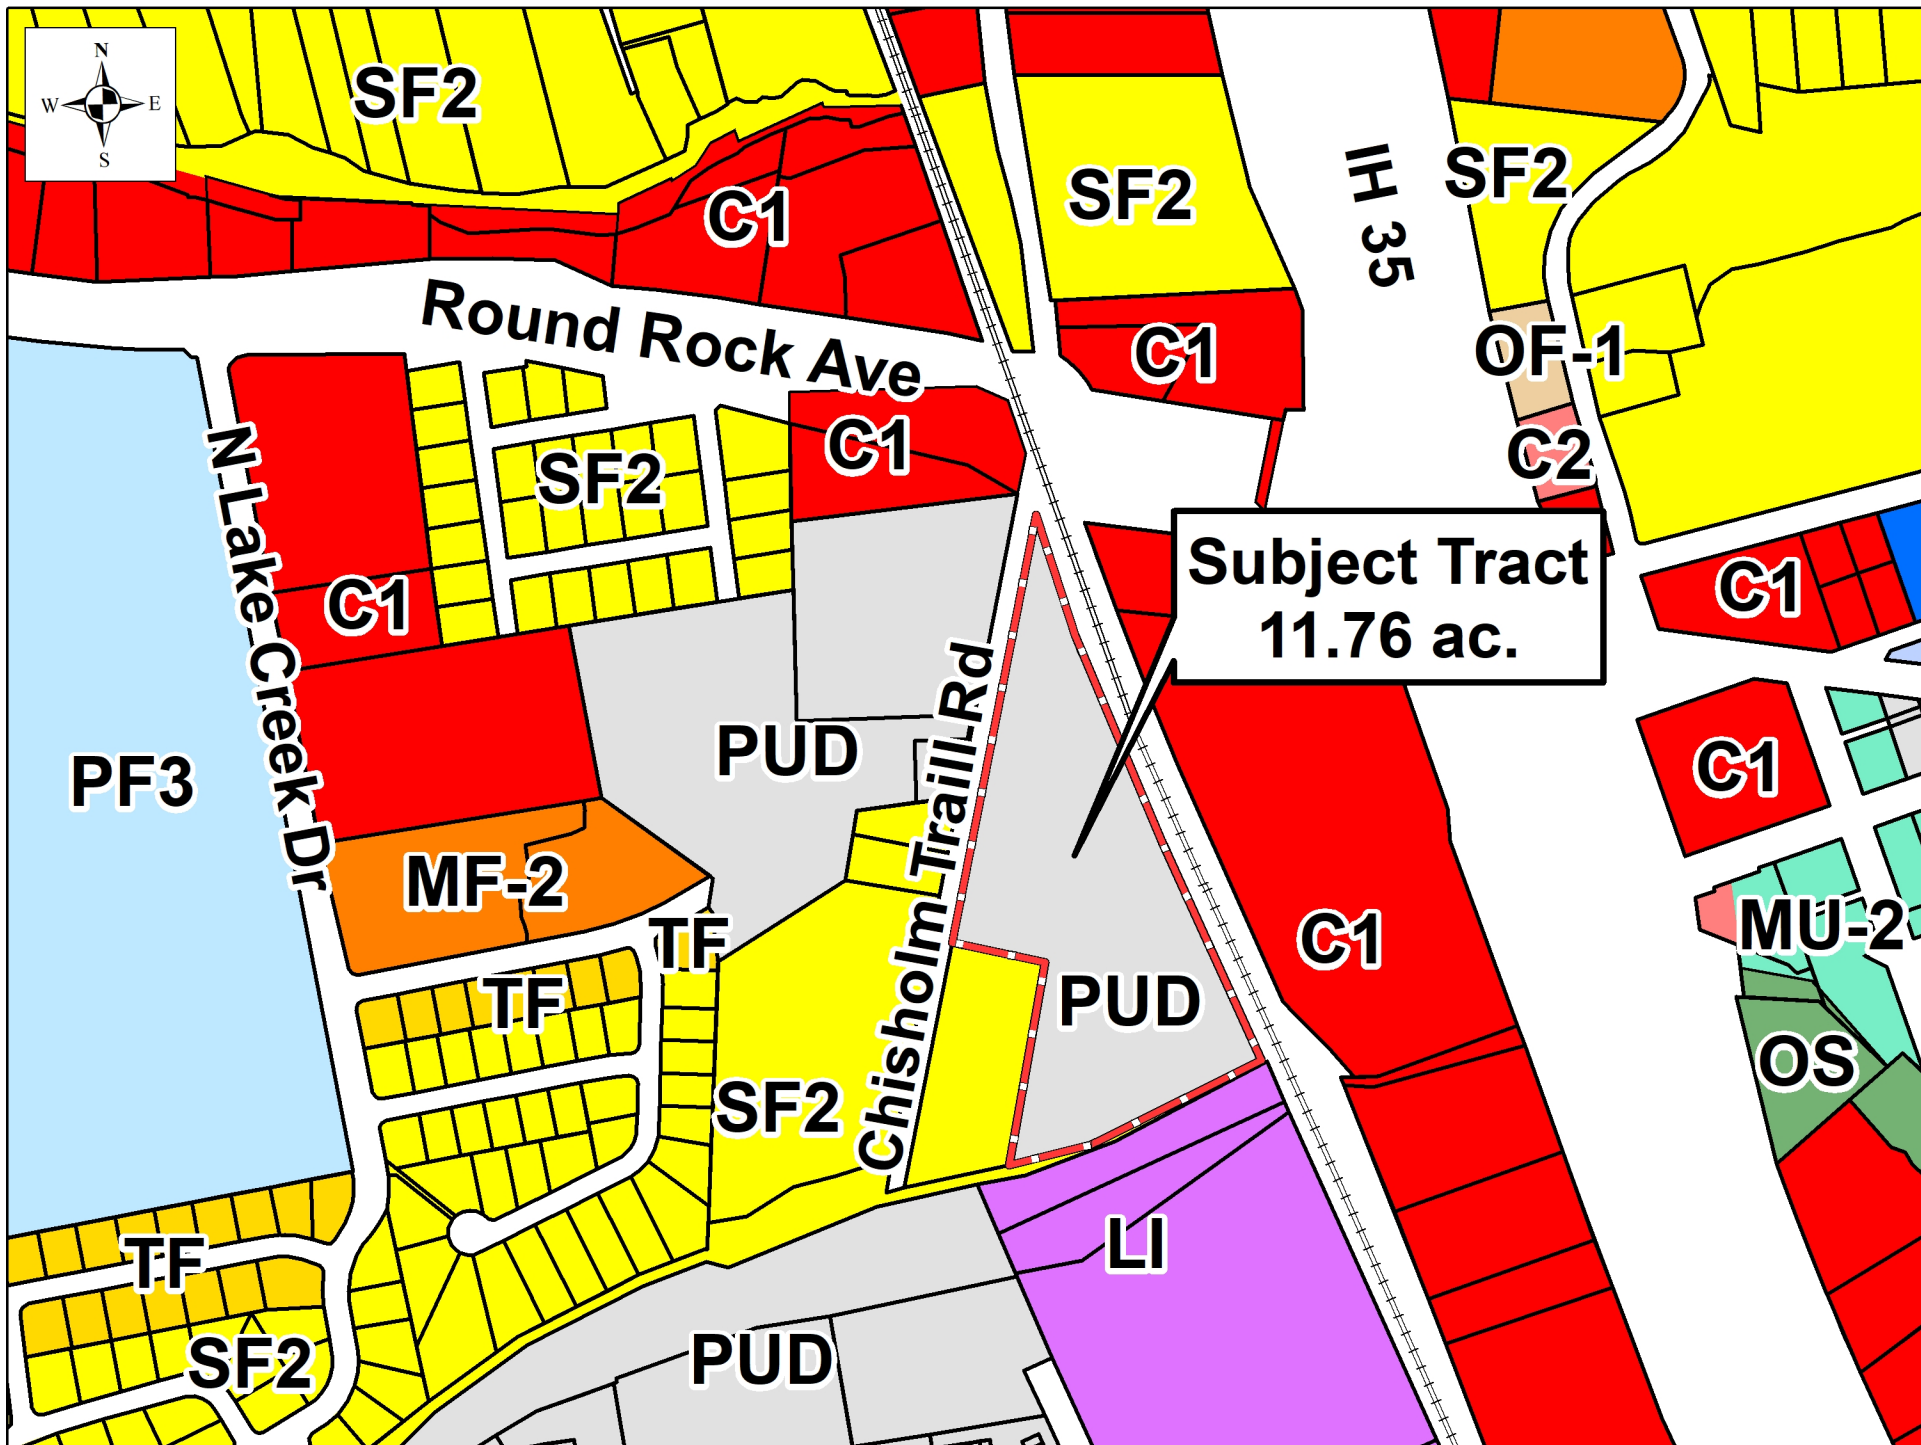 N
W E
S
SF2
SF2
SF2
C1
IH 35
Round Rock Ave
C1
OF-1
C1
C2
SF2
N Lake Creek Dr
Subject Tract
11.76 ac.
C1
C1
PUD
Chisholm Traill Rd
PF3
C1
MF-2
TF
C1
MU-2
TF
PUD
OS
SF2
LI
TF
SF2
PUD